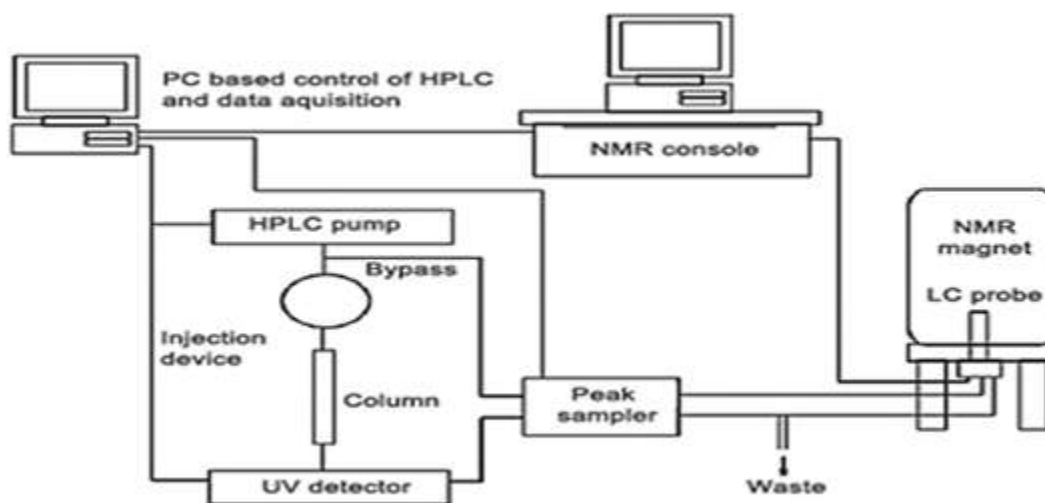 PC based control of HPLC
and data aquisition
NMR console
HPLC pump
Bypass
NMR
magnet
LC probe
Injection
device
Column
Peak
sampler
UV detector
Waste